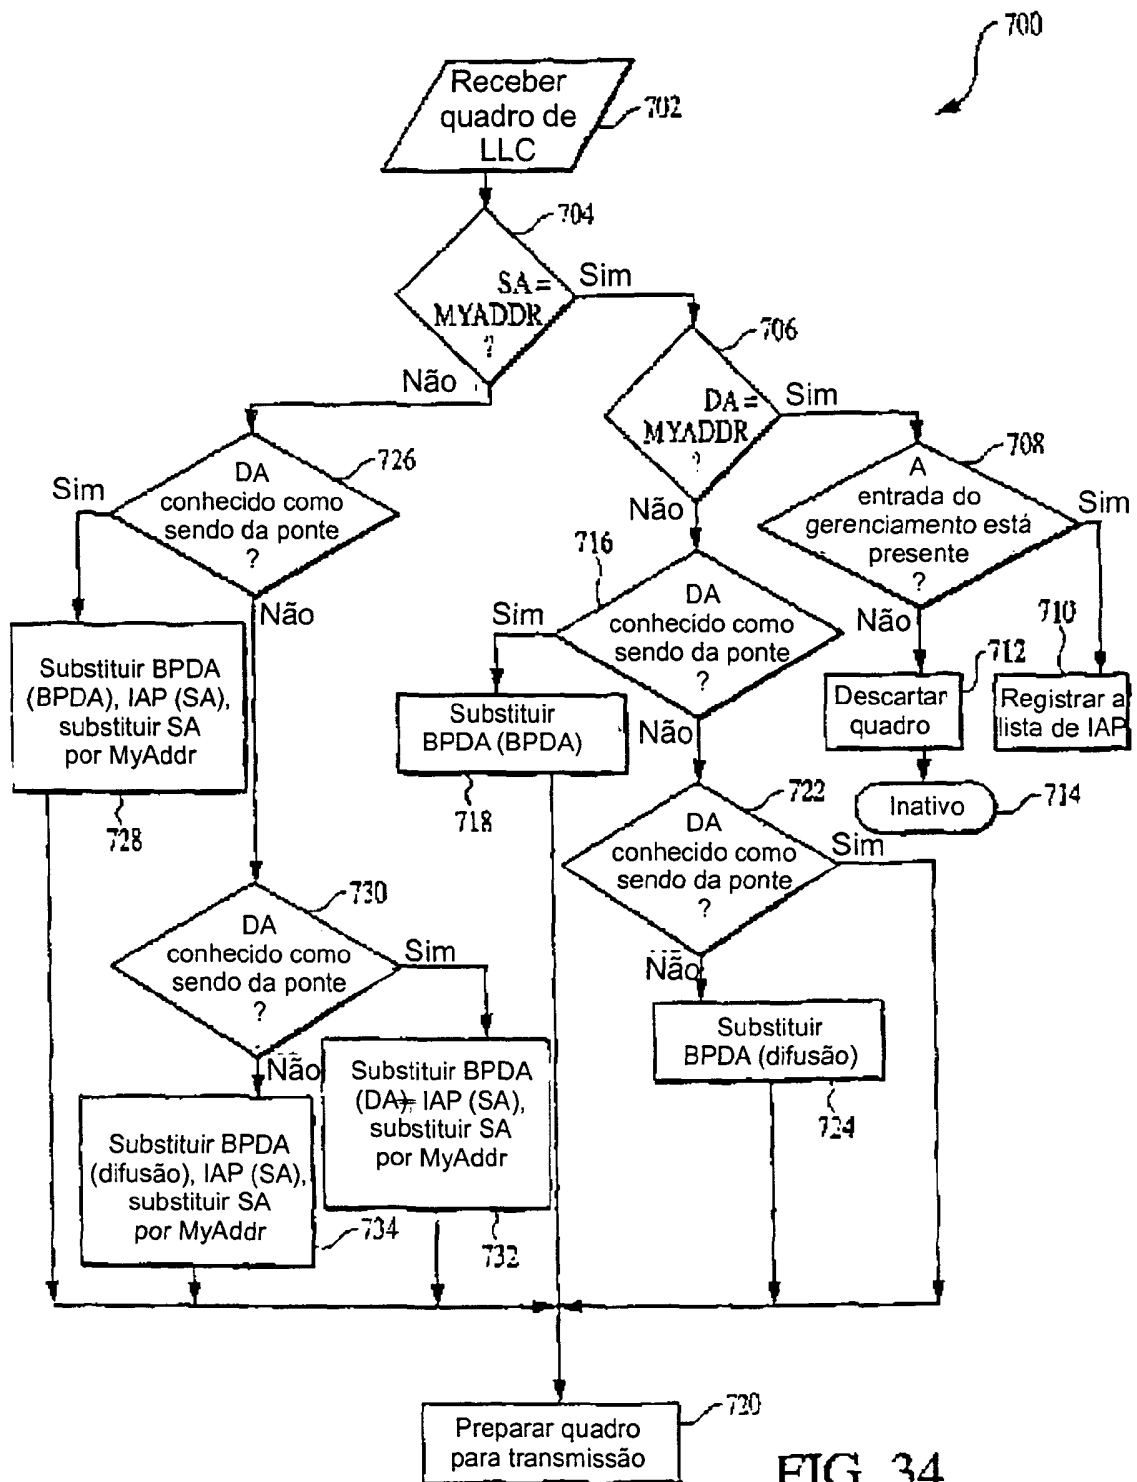 700
Receber
quadro de
LLC
702
704
SA =
MYADDR
?
Sim
Não
706
DA =
MYADDR
?
Sim
Não
726
DA
conhecido como
sendo da ponte
?
Sim
Não
708
A
entrada do
gerenciamento está
presente
?
Sim
Não
716
DA
conhecido como
sendo da ponte
?
Sim
Não
710
Registrar a
lista de IAP
712
Descartar
quadro
Inativo
714
Substituir BPDA
(BPDA), IAP (SA),
substituir SA
por MyAddr
728
Substituir
BPDA (BPDA)
718
722
DA
conhecido como
sendo da ponte
?
Sim
Não
730
DA
conhecido como
sendo da ponte
?
Sim
Não
Substituir
BPDA (difusão)
724
Substituir BPDA
(DA), IAP (SA),
substituir SA
por MyAddr
732
Substituir BPDA
(difusão), IAP (SA),
substituir SA
por MyAddr
734
Preparar quadro
para transmissão
720
FIG. 34